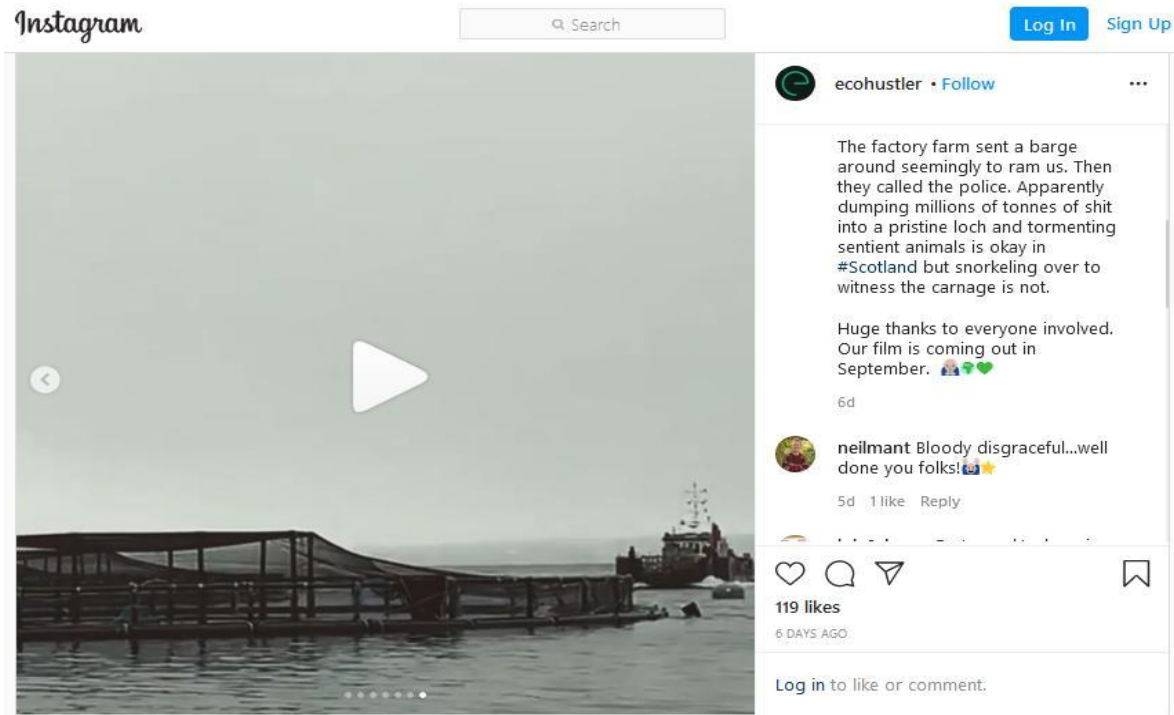 Instagram
Search
Log In
Sign Up
ecohustler • Follow
The factory farm sent a barge
around seemingly to ram us. Then
they called the police. Apparently
dumping millions of tonnes of shit
into a pristine loch and tormenting
sentient animals is okay in
#Scotland but snorkeling over to
witness the carnage is not.
Huge thanks to everyone involved.
Our film is coming out in
September.
6d
neilmant Bloody disgraceful...well
done you folks!
5d 1 like Reply
119 likes
6 DAYS AGO
Log in to like or comment.